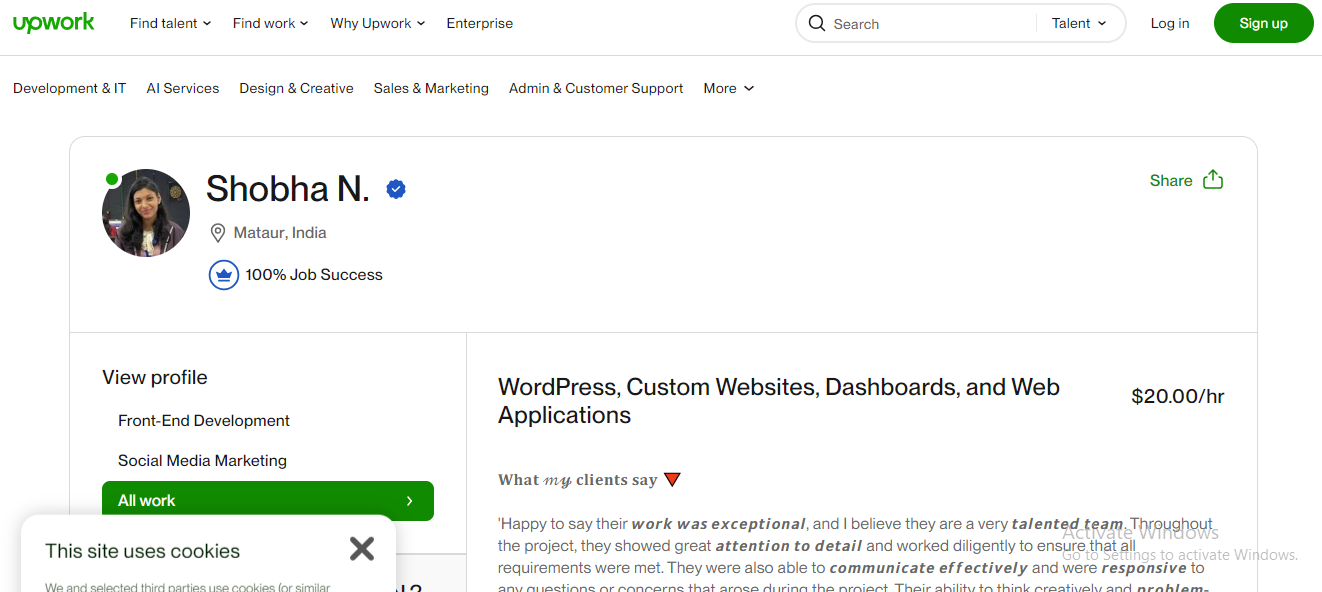 upwork Find talent Find work Why Upwork Enterprise Search Talent Log in Sign up
Development & IT AI Services Design & Creative Sales & Marketing Admin & Customer Support More
Shobha N.
Share
Mataur, India
100% Job Success
View profile
Front-End Development
Social Media Marketing
All work
WordPress, Custom Websites, Dashboards, and Web
Applications
$20.00/hr
What my clients say
'Happy to say their work was exceptional, and I believe they are a very talented team. Throughout
the project, they showed great attention to detail and worked diligently to ensure that all
requirements were met. They were also able to communicate effectively and were responsive to
any questions or concerns that arose during the project. Their ability to think creatively and problem-
This site uses cookies
We and selected third parties use cookies (or similar
Activate Windows
Go to Settings to activate Windows.